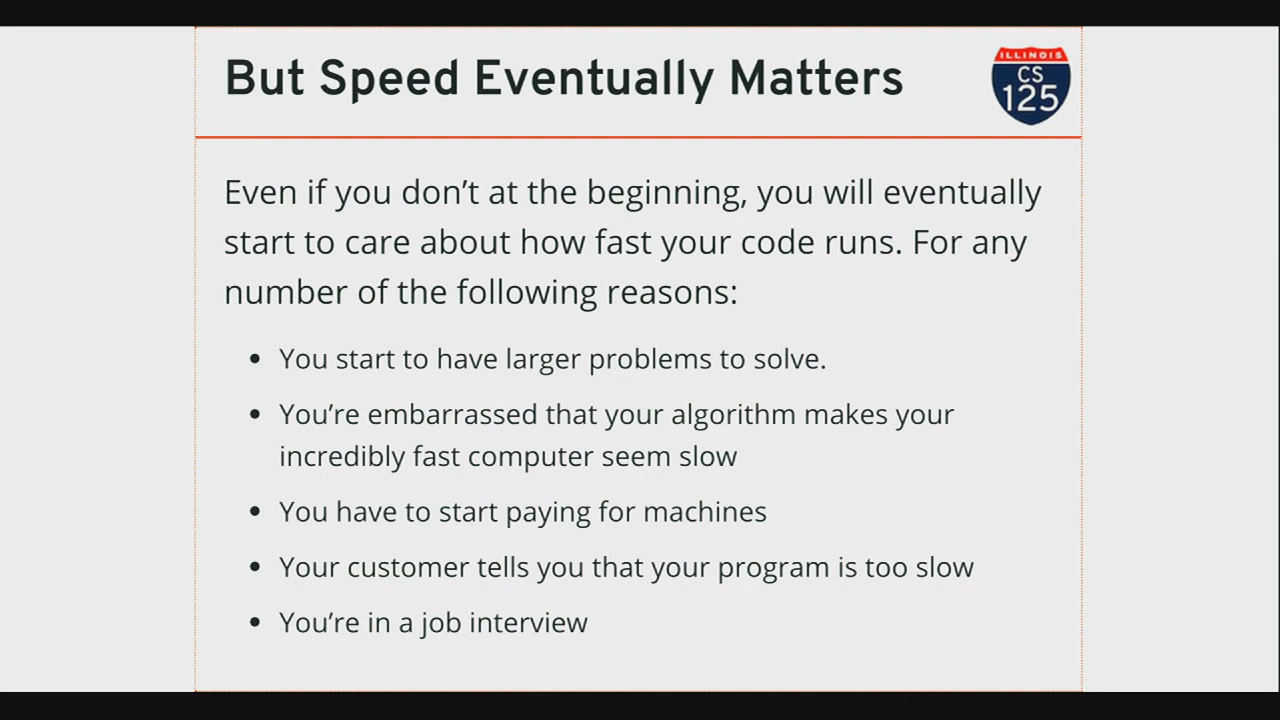 But Speed Eventually Matters
ILLINOIS
CS
125
Even if you don’t at the beginning, you will eventually
start to care about how fast your code runs. For any
number of the following reasons:
• You start to have larger problems to solve.
• You’re embarrassed that your algorithm makes your
incredibly fast computer seem slow
• You have to start paying for machines
• Your customer tells you that your program is too slow
• You’re in a job interview